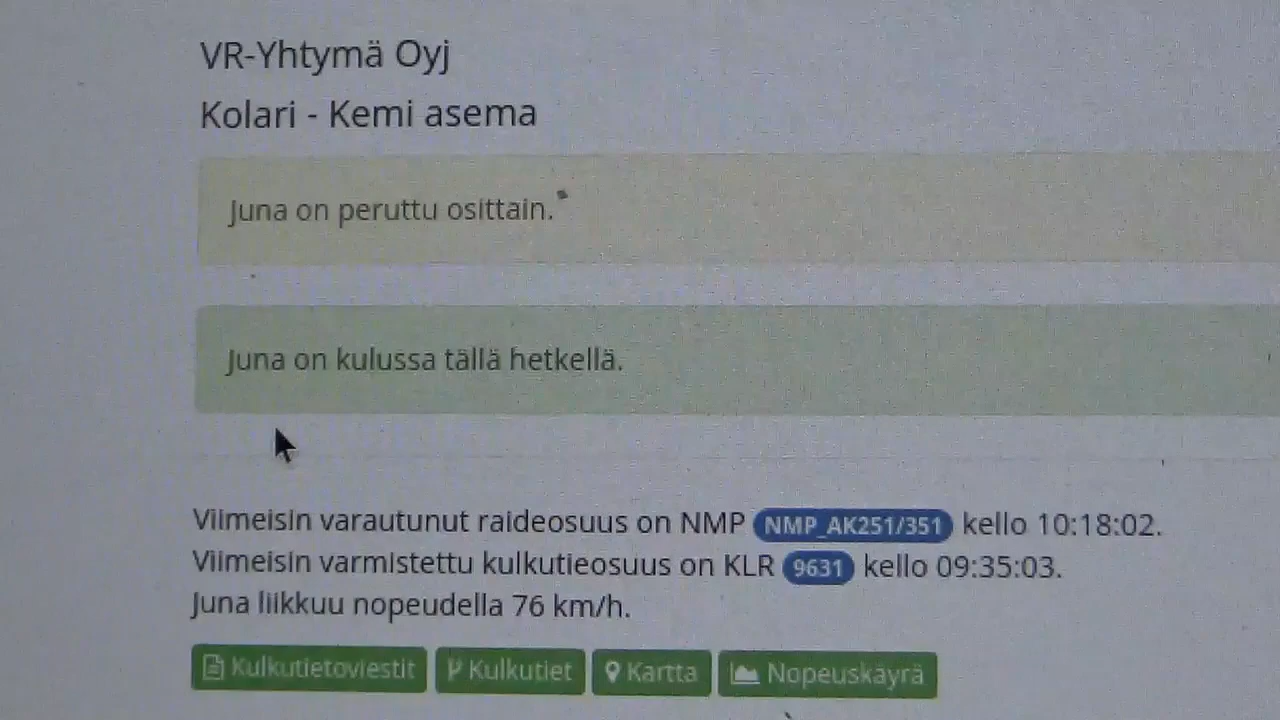 VR-Yhtymä Oyj
Kolari - Kemi asema
Juna on peruttu osittain.
Juna on kulussa tällä hetkellä.
Viimeisin varautunut raideosuus on NMP NMP_AK251/351 kello 10:18:02.
Viimeisin varmistettu kulkutieosuus on KLR 9631 kello 09:35:03.
Juna liikkuu nopeudella 76 km/h.
Kulkutietoviestit Kulkutiet Kartta Nopeuskäyrä